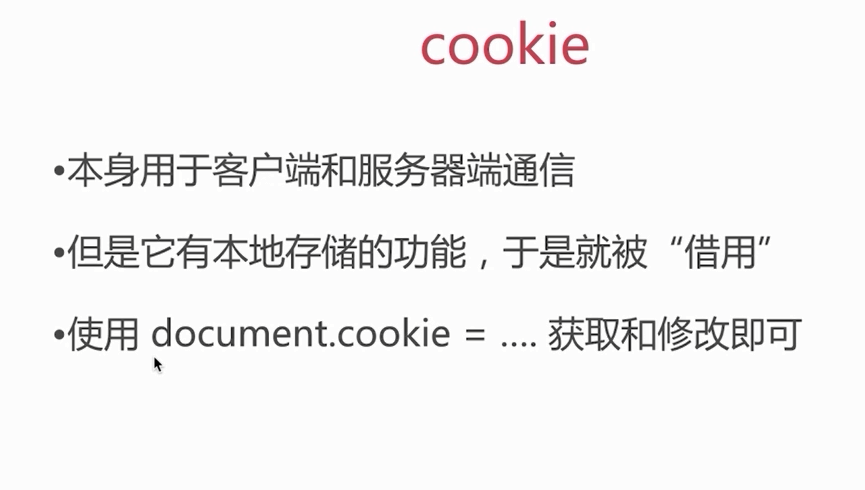 cookie
•本身用于客户端和服务器端通信
•但是它有本地存储的功能，于是就被“借用”
•使用 document.cookie = .... 获取和修改即可